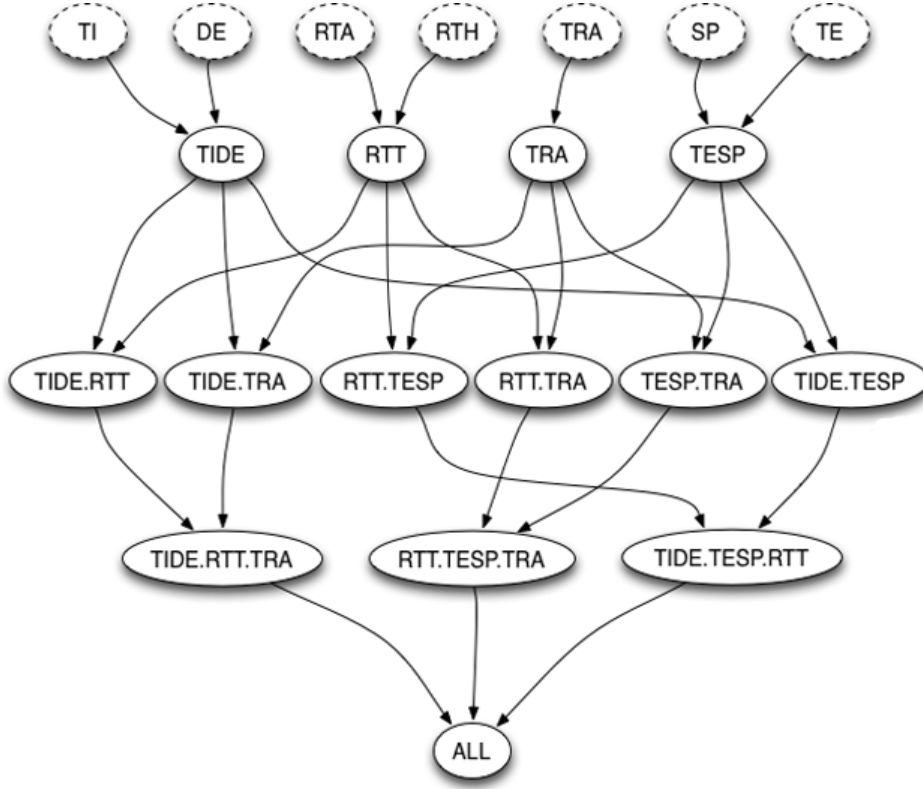 TI DE RTA RTH TRA SP TE
TIDE RTT TRA TESP
TIDE.RTT TIDE.TRA RTT.TESP RTT.TRA TESP.TRA TIDE.TESP
TIDE.RTT.TRA RTT.TESP.TRA TIDE.TESP.RTT
ALL